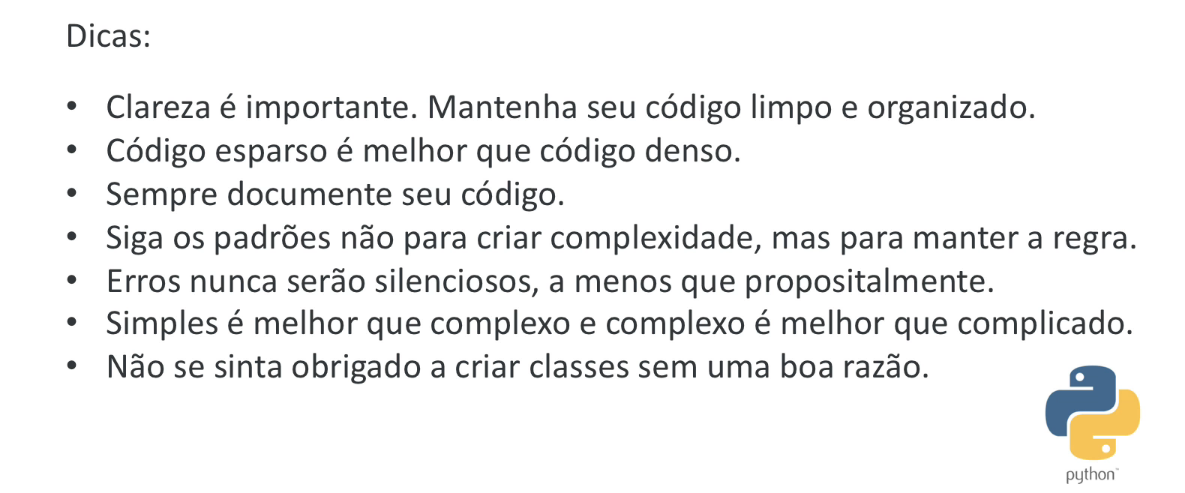 Dicas:
• Clareza é importante. Mantenha seu código limpo e organizado.
• Código esparso é melhor que código denso.
• Sempre documente seu código.
• Siga os padrões não para criar complexidade, mas para manter a regra.
• Erros nunca serão silenciosos, a menos que propositalmente.
• Simples é melhor que complexo e complexo é melhor que complicado.
• Não se sinta obrigado a criar classes sem uma boa razão.
python™